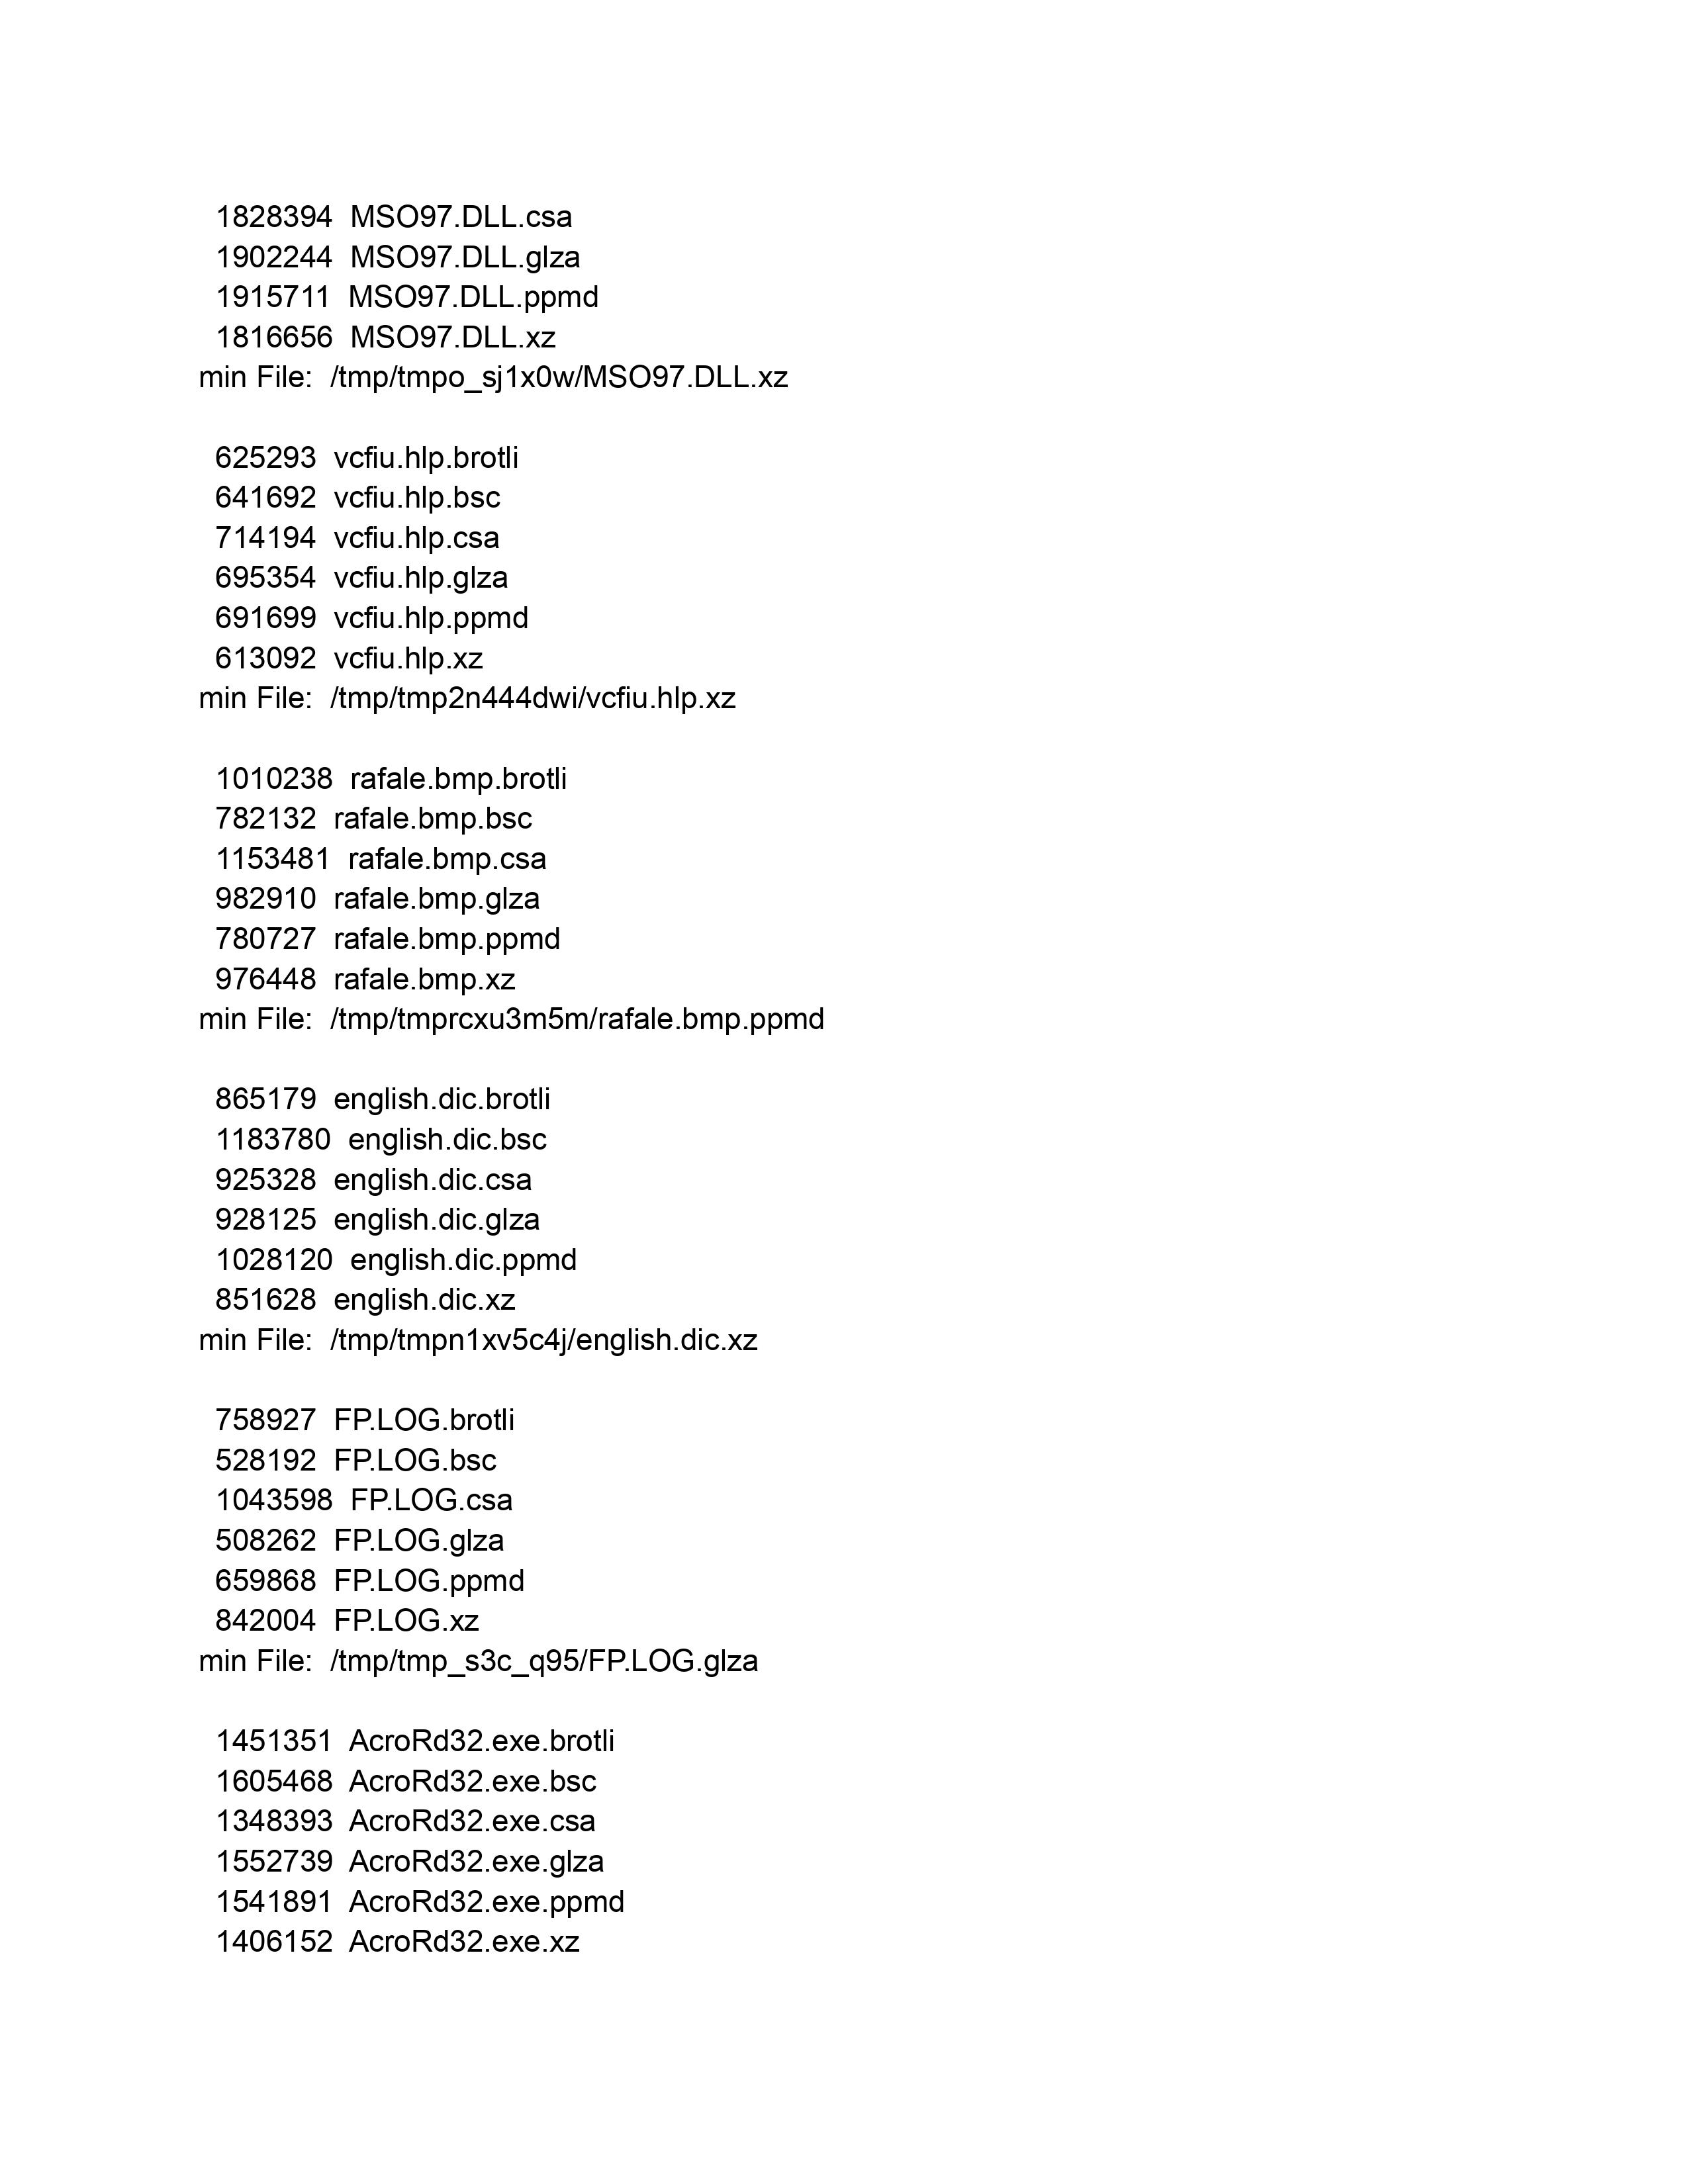 1828394 MSO97.DLL.csa
1902244 MSO97.DLL.glza
1915711 MSO97.DLL.ppmd
1816656 MSO97.DLL.xz
min File: /tmp/tmpo_sj1x0w/MSO97.DLL.xz
625293 vcfiu.hlp.brotli
641692 vcfiu.hlp.bsc
714194 vcfiu.hlp.csa
695354 vcfiu.hlp.glza
691699 vcfiu.hlp.ppmd
613092 vcfiu.hlp.xz
min File: /tmp/tmp2n444dwi/vcfiu.hlp.xz
1010238 rafale.bmp.brotli
782132 rafale.bmp.bsc
1153481 rafale.bmp.csa
982910 rafale.bmp.glza
780727 rafale.bmp.ppmd
976448 rafale.bmp.xz
min File: /tmp/tmprcxu3m5m/rafale.bmp.ppmd
865179 english.dic.brotli
1183780 english.dic.bsc
925328 english.dic.csa
928125 english.dic.glza
1028120 english.dic.ppmd
851628 english.dic.xz
min File: /tmp/tmpn1xv5c4j/english.dic.xz
758927 FP.LOG.brotli
528192 FP.LOG.bsc
1043598 FP.LOG.csa
508262 FP.LOG.glza
659868 FP.LOG.ppmd
842004 FP.LOG.xz
min File: /tmp/tmp_s3c_q95/FP.LOG.glza
1451351 AcroRd32.exe.brotli
1605468 AcroRd32.exe.bsc
1348393 AcroRd32.exe.csa
1552739 AcroRd32.exe.glza
1541891 AcroRd32.exe.ppmd
1406152 AcroRd32.exe.xz